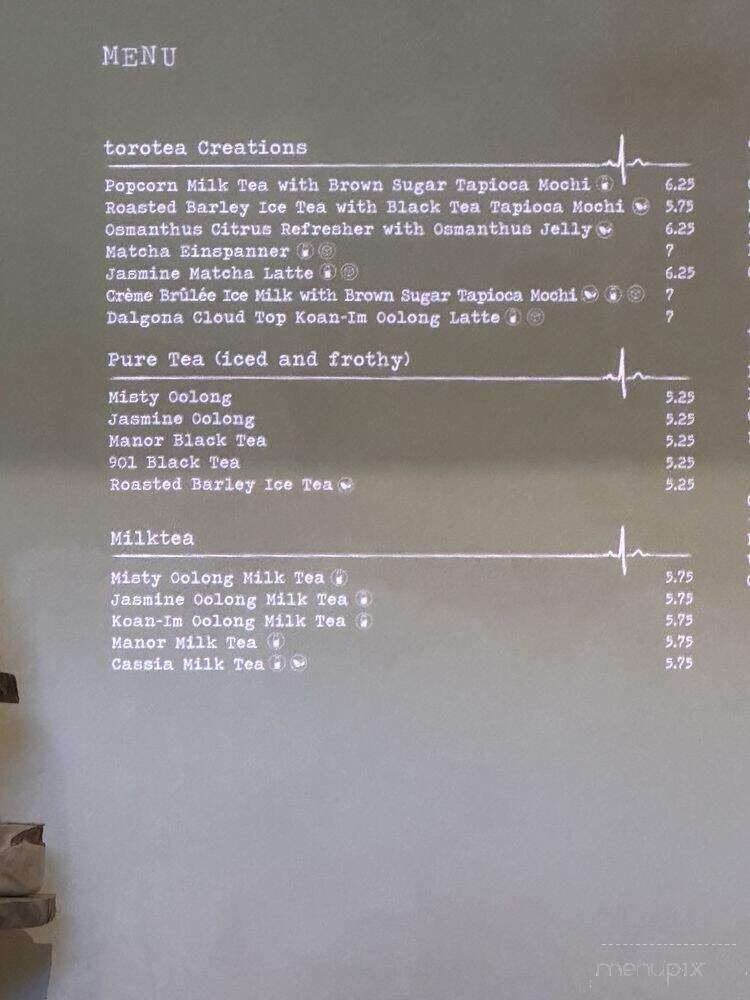 MENU
torotea Creations
Popcorn Milk Tea with Brown Sugar Tapioca Mochi 6.25
Roasted Barley Ice Tea with Black Tea Tapioca Mochi 5.75
Osmanthus Citrus Refresher with Osmanthus Jelly 6.25
Matcha Einspanner 7
Jasmine Matcha Latte 6.25
Crème Brûlée Ice Milk with Brown Sugar Tapioca Mochi 7
Dalgona Cloud Top Koan-Im Oolong Latte 7
Pure Tea (iced and frothy)
Misty Oolong 5.25
Jasmine Oolong 5.25
Manor Black Tea 5.25
901 Black Tea 5.25
Roasted Barley Ice Tea 5.25
Milktea
Misty Oolong Milk Tea 5.75
Jasmine Oolong Milk Tea 5.75
Koan-Im Oolong Milk Tea 5.75
Manor Milk Tea 5.75
Cassia Milk Tea 5.75
menupix